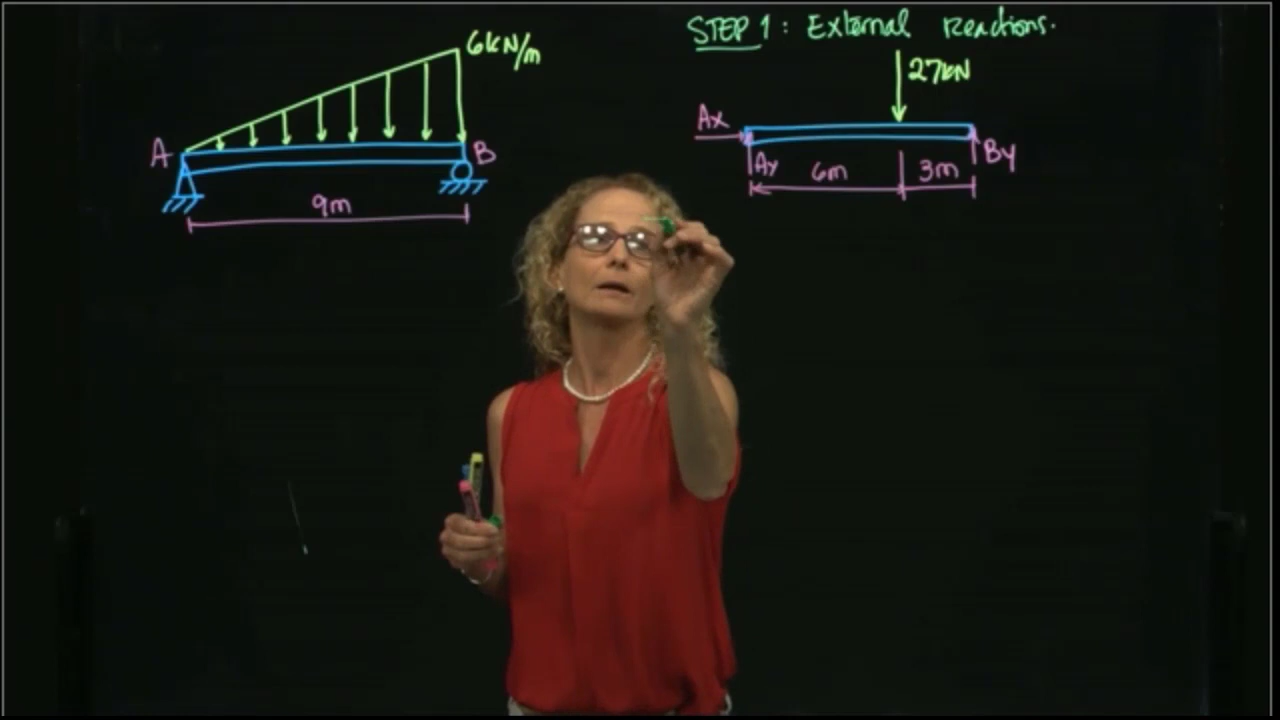 6kN/m
A
B
9m
STEP 1: External reactions.
27kN
Ax
Ay
6m
3m
By